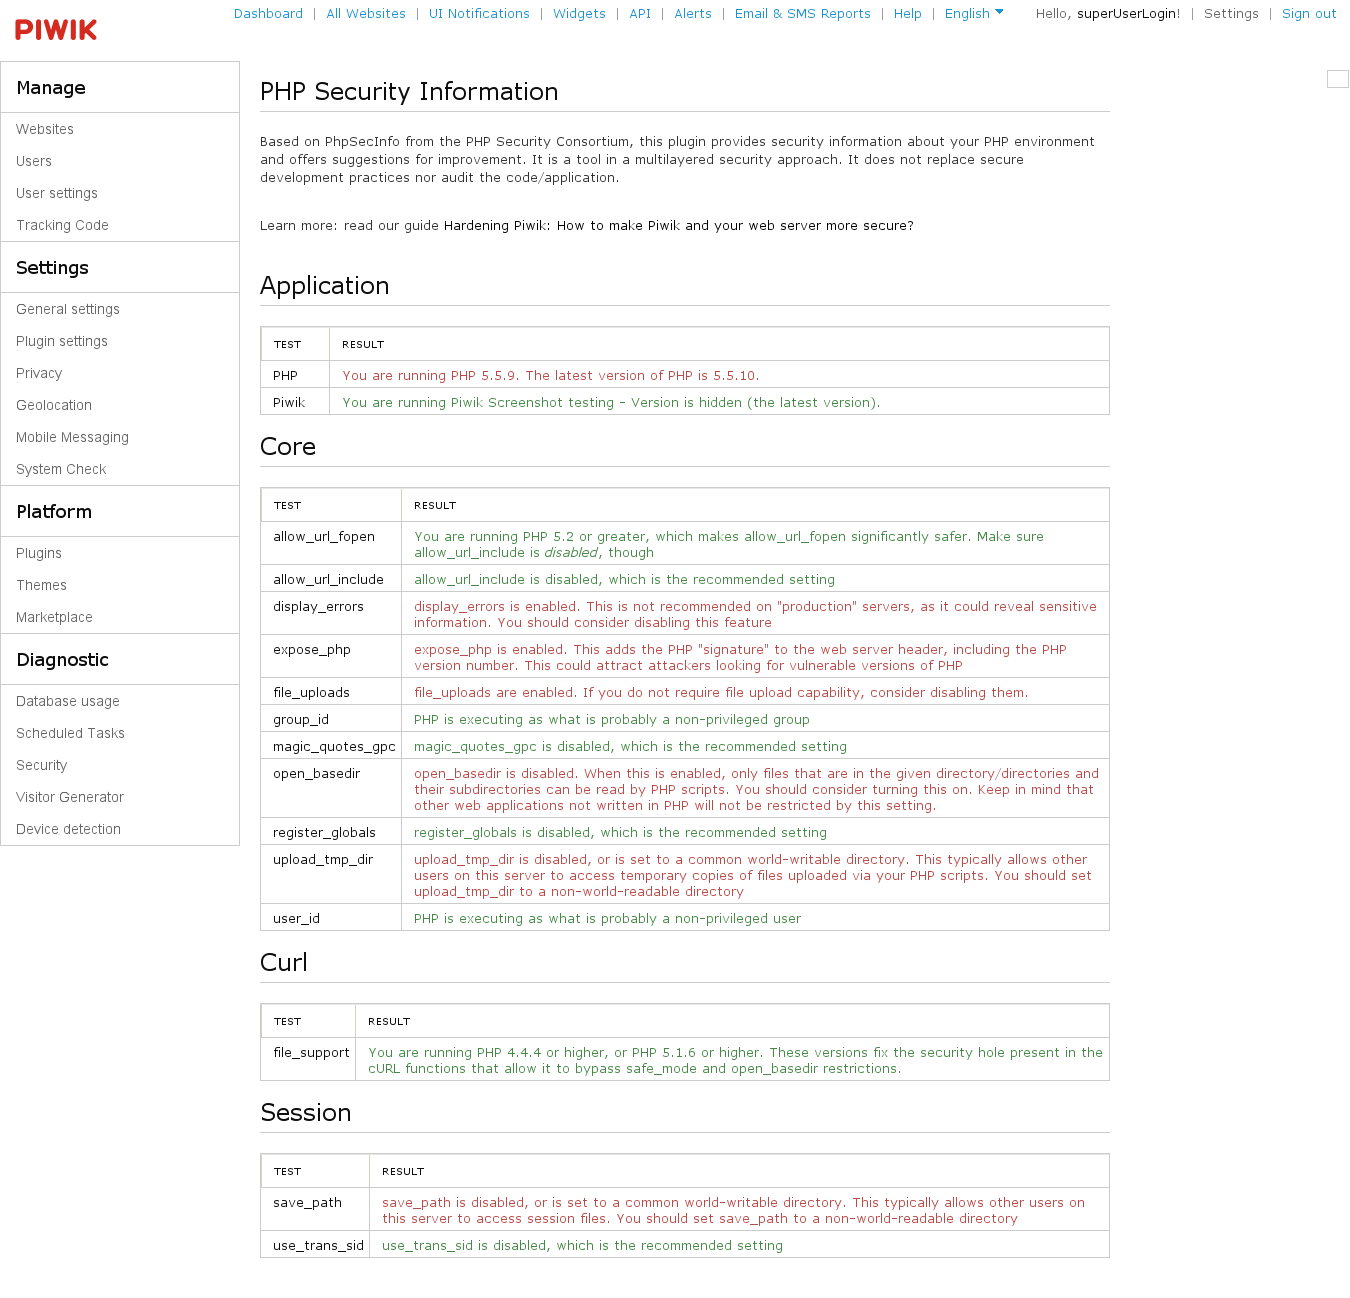 PIWIK
Dashboard | All Websites | UI Notifications | Widgets | API | Alerts | Email & SMS Reports | Help | English
Hello, superUserLogin! | Settings | Sign out
Manage
Websites
Users
User settings
Tracking Code
Settings
General settings
Plugin settings
Privacy
Geolocation
Mobile Messaging
System Check
Platform
Plugins
Themes
Marketplace
Diagnostic
Database usage
Scheduled Tasks
Security
Visitor Generator
Device detection
PHP Security Information
Based on PhpSecInfo from the PHP Security Consortium, this plugin provides security information about your PHP environment
and offers suggestions for improvement. It is a tool in a multilayered security approach. It does not replace secure
development practices nor audit the code/application.
Learn more: read our guide Hardening Piwik: How to make Piwik and your web server more secure?
Application
TEST RESULT
PHP You are running PHP 5.5.9. The latest version of PHP is 5.5.10.
Piwik You are running Piwik Screenshot testing - Version is hidden (the latest version).
Core
TEST RESULT
allow_url_fopen You are running PHP 5.2 or greater, which makes allow_url_fopen significantly safer. Make sure
allow_url_include is disabled, though
allow_url_include allow_url_include is disabled, which is the recommended setting
display_errors display_errors is enabled. This is not recommended on "production" servers, as it could reveal sensitive
information. You should consider disabling this feature
expose_php expose_php is enabled. This adds the PHP "signature" to the web server header, including the PHP
version number. This could attract attackers looking for vulnerable versions of PHP
file_uploads file_uploads are enabled. If you do not require file upload capability, consider disabling them.
group_id PHP is executing as what is probably a non-privileged group
magic_quotes_gpc magic_quotes_gpc is disabled, which is the recommended setting
open_basedir open_basedir is disabled. When this is enabled, only files that are in the given directory/directories and
their subdirectories can be read by PHP scripts. You should consider turning this on. Keep in mind that
other web applications not written in PHP will not be restricted by this setting.
register_globals register_globals is disabled, which is the recommended setting
upload_tmp_dir upload_tmp_dir is disabled, or is set to a common world-writable directory. This typically allows other
users on this server to access temporary copies of files uploaded via your PHP scripts. You should set
upload_tmp_dir to a non-world-readable directory
user_id PHP is executing as what is probably a non-privileged user
Curl
TEST RESULT
file_support You are running PHP 4.4.4 or higher, or PHP 5.1.6 or higher. These versions fix the security hole present in the
cURL functions that allow it to bypass safe_mode and open_basedir restrictions.
Session
TEST RESULT
save_path save_path is disabled, or is set to a common world-writable directory. This typically allows other users on
this server to access session files. You should set save_path to a non-world-readable directory
use_trans_sid use_trans_sid is disabled, which is the recommended setting